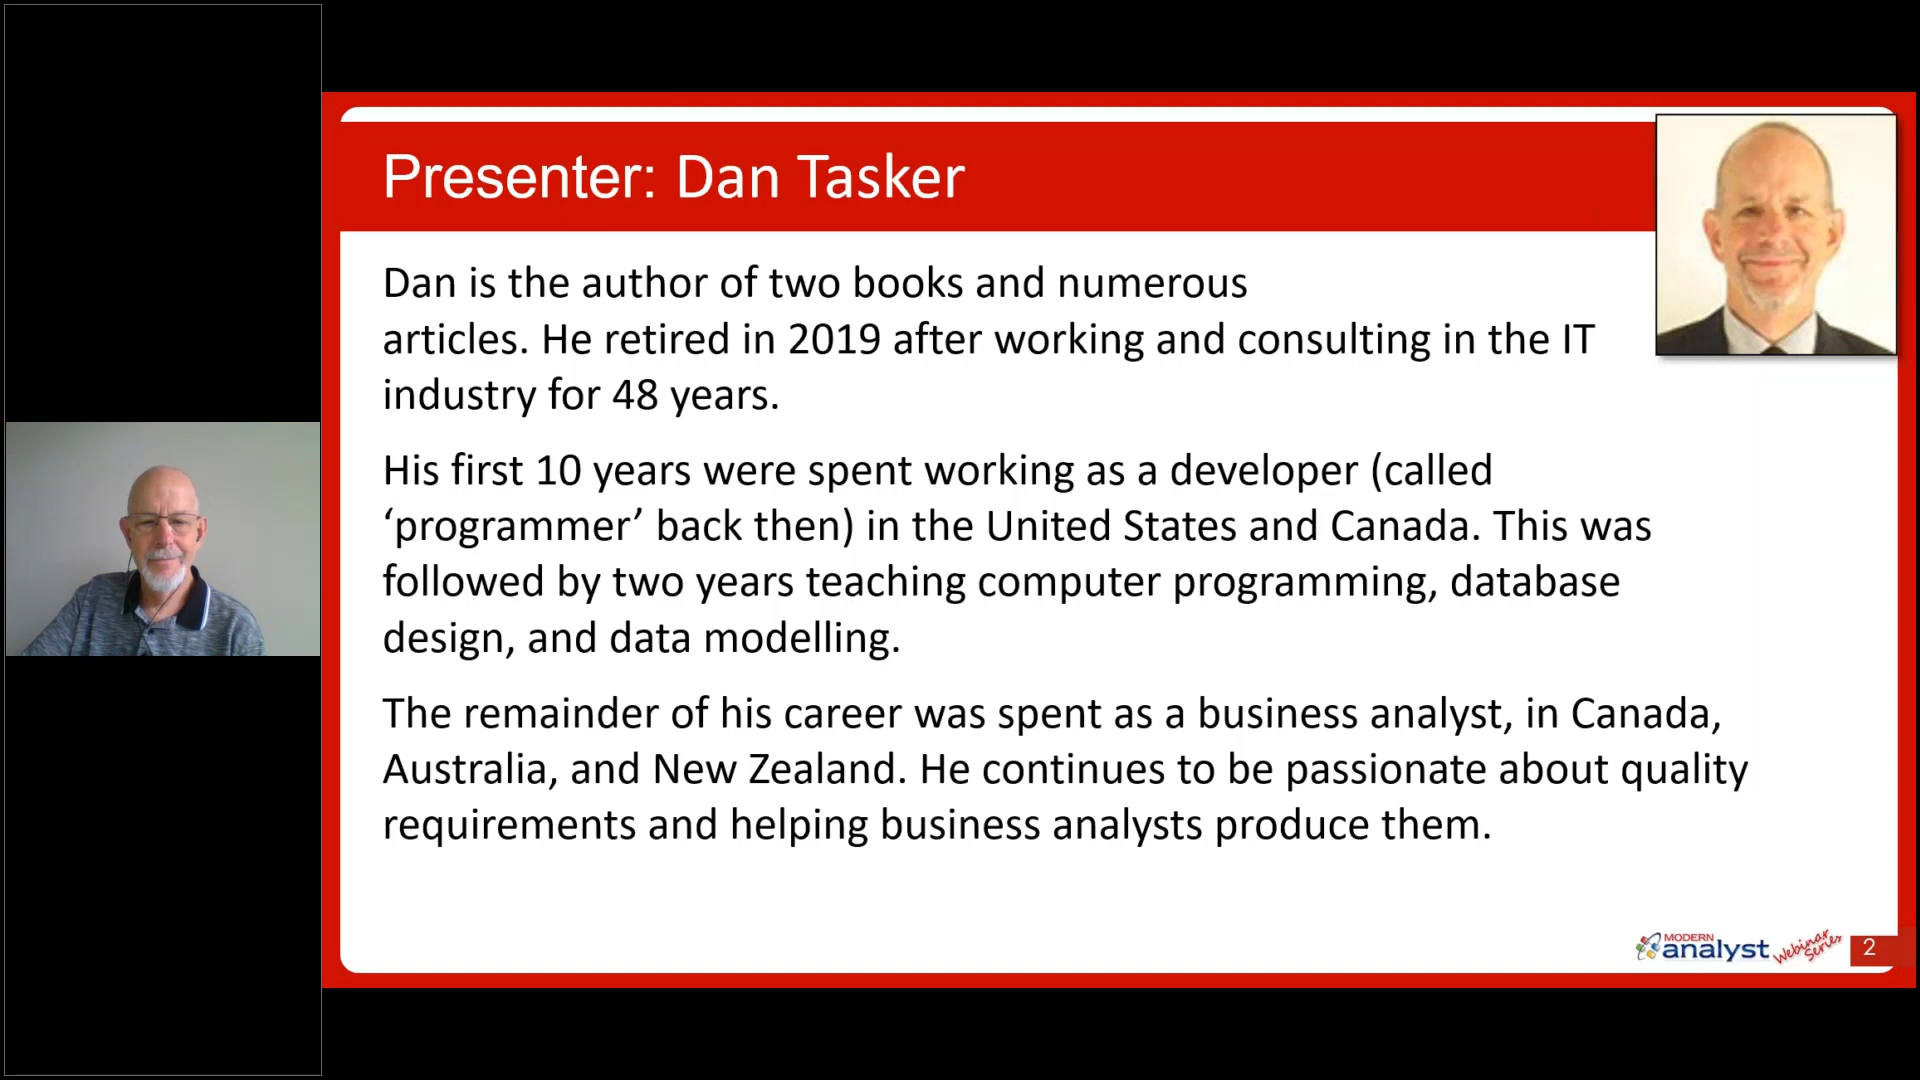 Presenter: Dan Tasker
Dan is the author of two books and numerous
articles. He retired in 2019 after working and consulting in the IT
industry for 48 years.
His first 10 years were spent working as a developer (called
‘programmer’ back then) in the United States and Canada. This was
followed by two years teaching computer programming, database
design, and data modelling.
The remainder of his career was spent as a business analyst, in Canada,
Australia, and New Zealand. He continues to be passionate about quality
requirements and helping business analysts produce them.
MODERN
analyst
Webinar
Series
2